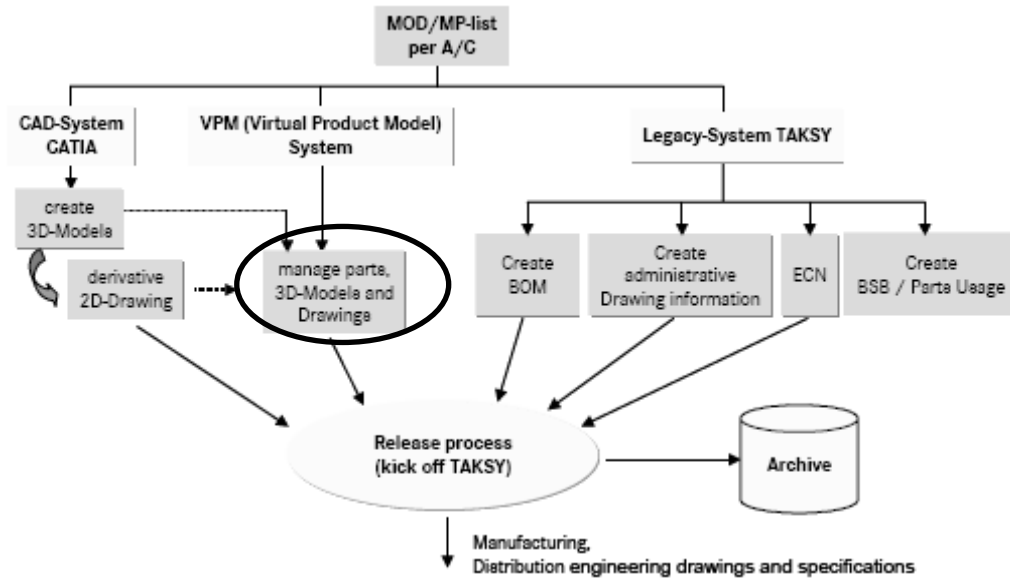 MOD/MP-list
per A/C
CAD-System
CATIA
VPM (Virtual Product Model)
System
Legacy-System TAKSY
create
3D-Models
derivative
2D-Drawing
manage parts,
3D-Models and
Drawings
Create
BOM
Create
administrative
Drawing information
ECN
Create
BSB / Parts Usage
Release process
(kick off TAKSY)
Archive
Manufacturing,
Distribution engineering drawings and specifications